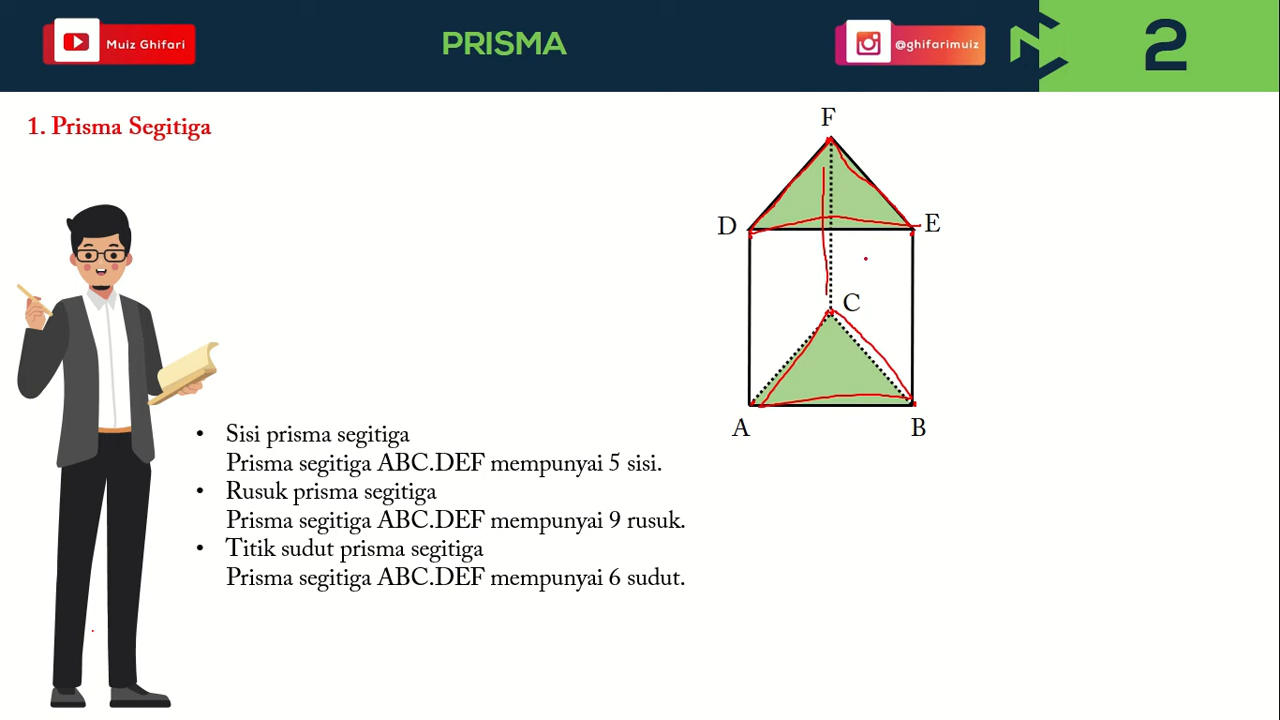 Muiz Ghifari
PRISMA
@ghifarimuiz
2
1. Prisma Segitiga
F
D
E
C
A
B
• Sisi prisma segitiga
Prisma segitiga ABC.DEF mempunyai 5 sisi.
• Rusuk prisma segitiga
Prisma segitiga ABC.DEF mempunyai 9 rusuk.
• Titik sudut prisma segitiga
Prisma segitiga ABC.DEF mempunyai 6 sudut.